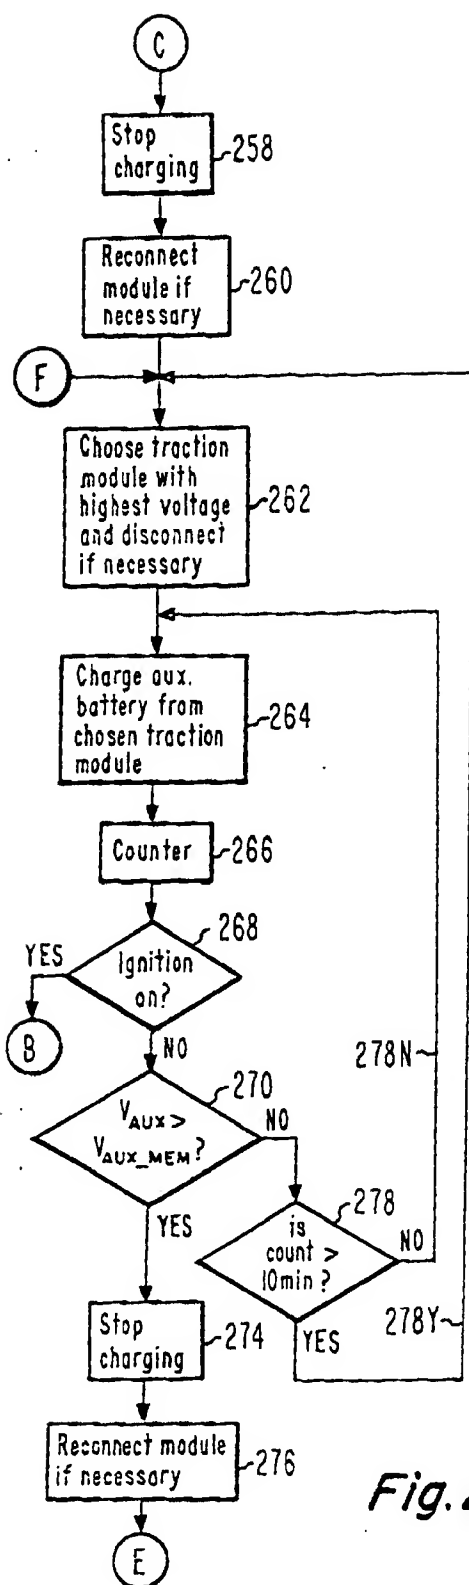 C
Stop
charging
258
Reconnect
module if
necessary
260
F
Choose traction
module with
highest voltage
and disconnect
if necessary
262
Charge aux.
battery from
chosen traction
module
264
Counter
266
268
YES
Ignition
on?
B
NO
278N
270
VAUX>
VAUX_MEM?
NO
278
is
count >
10min?
NO
YES
278Y
YES
Stop
charging
274
Reconnect module
if necessary
276
Fig.
E